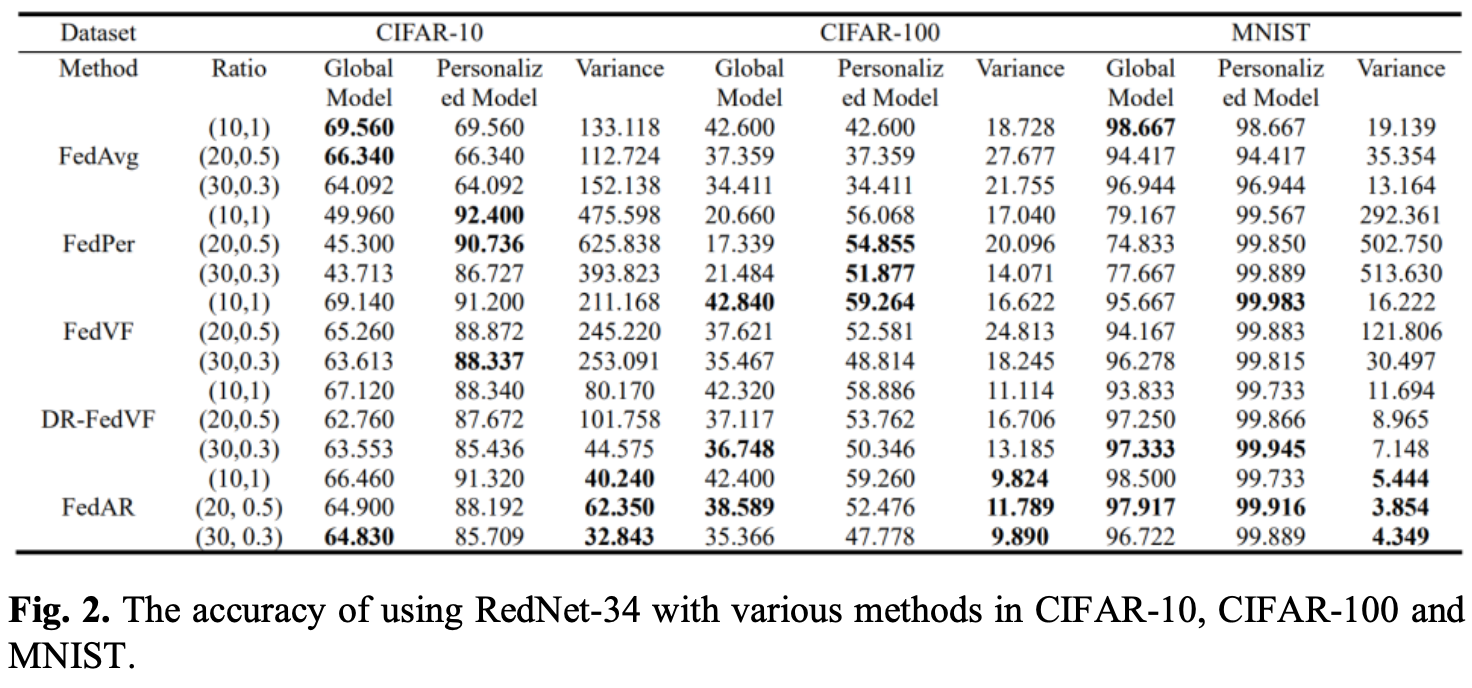 Dataset CIFAR-10 CIFAR-100 MNIST
Method Ratio Global Personaliz Variance Global Personaliz Variance Global Personaliz Variance
Model ed Model Model ed Model Model ed Model
(10,1) 69.560 69.560 133.118 42.600 42.600 18.728 98.667 98.667 19.139
FedAvg (20,0.5) 66.340 66.340 112.724 37.359 37.359 27.677 94.417 94.417 35.354
(30,0.3) 64.092 64.092 152.138 34.411 34.411 21.755 96.944 96.944 13.164
(10,1) 49.960 92.400 475.598 20.660 56.068 17.040 79.167 99.567 292.361
FedPer (20,0.5) 45.300 90.736 625.838 17.339 54.855 20.096 74.833 99.850 502.750
(30,0.3) 43.713 86.727 393.823 21.484 51.877 14.071 77.667 99.889 513.630
(10,1) 69.140 91.200 211.168 42.840 59.264 16.622 95.667 99.983 16.222
FedVF (20,0.5) 65.260 88.872 245.220 37.621 52.581 24.813 94.167 99.883 121.806
(30,0.3) 63.613 88.337 253.091 35.467 48.814 18.245 96.278 99.815 30.497
(10,1) 67.120 88.340 80.170 42.320 58.886 11.114 93.833 99.733 11.694
DR-FedVF (20,0.5) 62.760 87.672 101.758 37.117 53.762 16.706 97.250 99.866 8.965
(30,0.3) 63.553 85.436 44.575 36.748 50.346 13.185 97.333 99.945 7.148
(10,1) 66.460 91.320 40.240 42.400 59.260 9.824 98.500 99.733 5.444
FedAR (20, 0.5) 64.900 88.192 62.350 38.589 52.476 11.789 97.917 99.916 3.854
(30, 0.3) 64.830 85.709 32.843 35.366 47.778 9.890 96.722 99.889 4.349
Fig. 2. The accuracy of using RedNet-34 with various methods in CIFAR-10, CIFAR-100 and
MNIST.